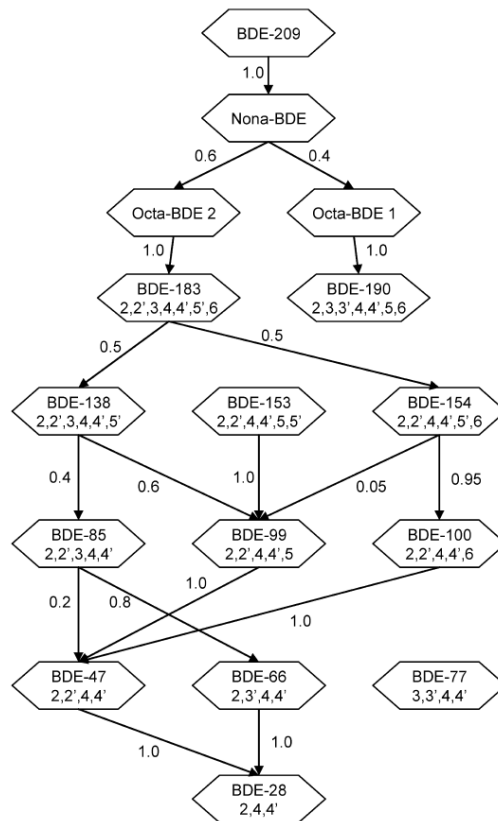 BDE-209
1.0
Nona-BDE
0.6
0.4
Octa-BDE 2
Octa-BDE 1
1.0
1.0
BDE-183
2,2',3,4,4',5',6
BDE-190
2,3,3',4,4',5,6
0.5
0.5
BDE-138
2,2',3,4,4',5'
BDE-153
2,2',4,4',5,5'
BDE-154
2,2',4,4',5',6
0.4
0.6
1.0
0.05
0.95
BDE-85
2,2',3,4,4'
BDE-99
2,2',4,4',5
BDE-100
2,2',4,4',6
0.2
0.8
1.0
1.0
BDE-47
2,2',4,4'
BDE-66
2,3',4,4'
BDE-77
3,3',4,4'
1.0
1.0
BDE-28
2,4,4'